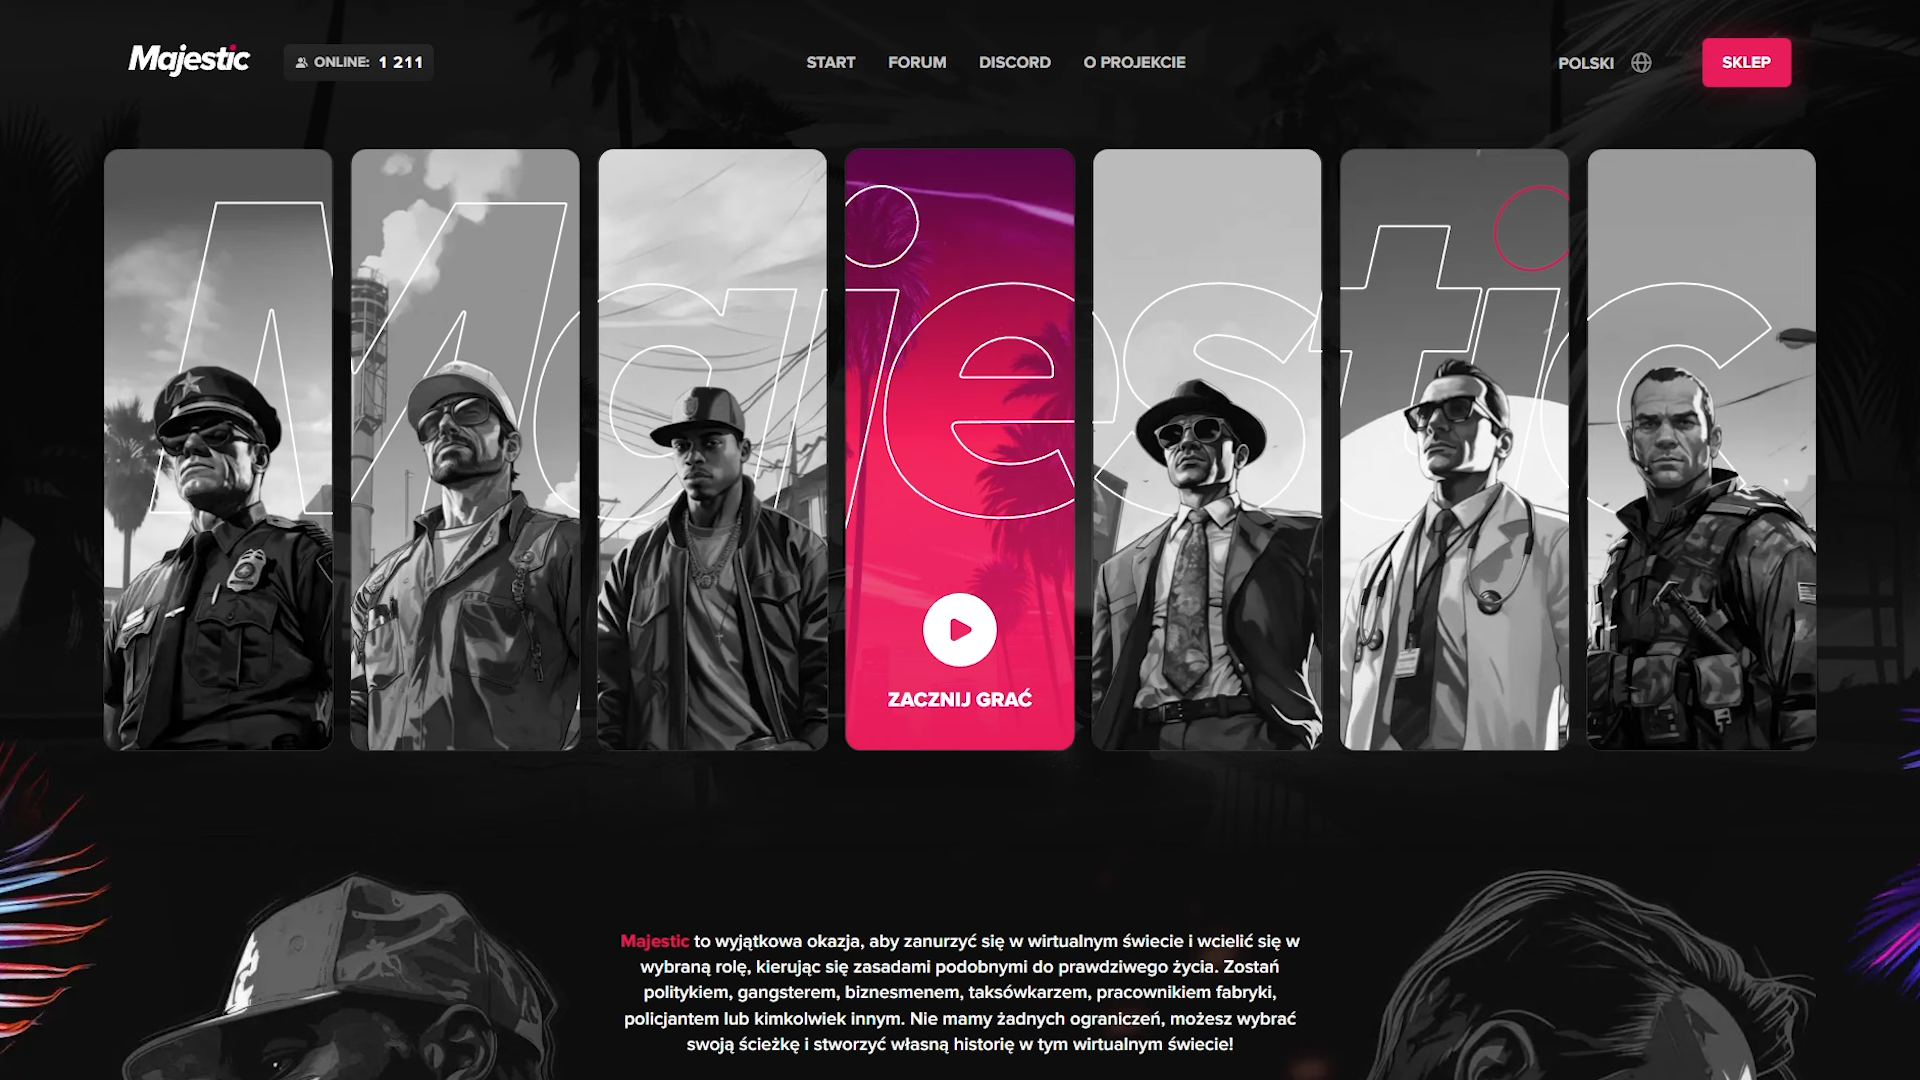 Majestic
ONLINE: 1 211
START FORUM DISCORD O PROJEKCIE
POLSKI
SKLEP
Majestic
ZACZNIJ GRAĆ
Majestic to wyjątkowa okazja, aby zanurzyć się w wirtualnym świecie i wcielić się w
wybraną rolę, kierując się zasadami podobnymi do prawdziwego życia. Zostań
politykiem, gangsterem, biznesmenem, taksówkarzem, pracownikiem fabryki,
policjantem lub kimkolwiek innym. Nie mamy żadnych ograniczeń, możesz wybrać
swoją ścieżkę i stworzyć własną historię w tym wirtualnym świecie!